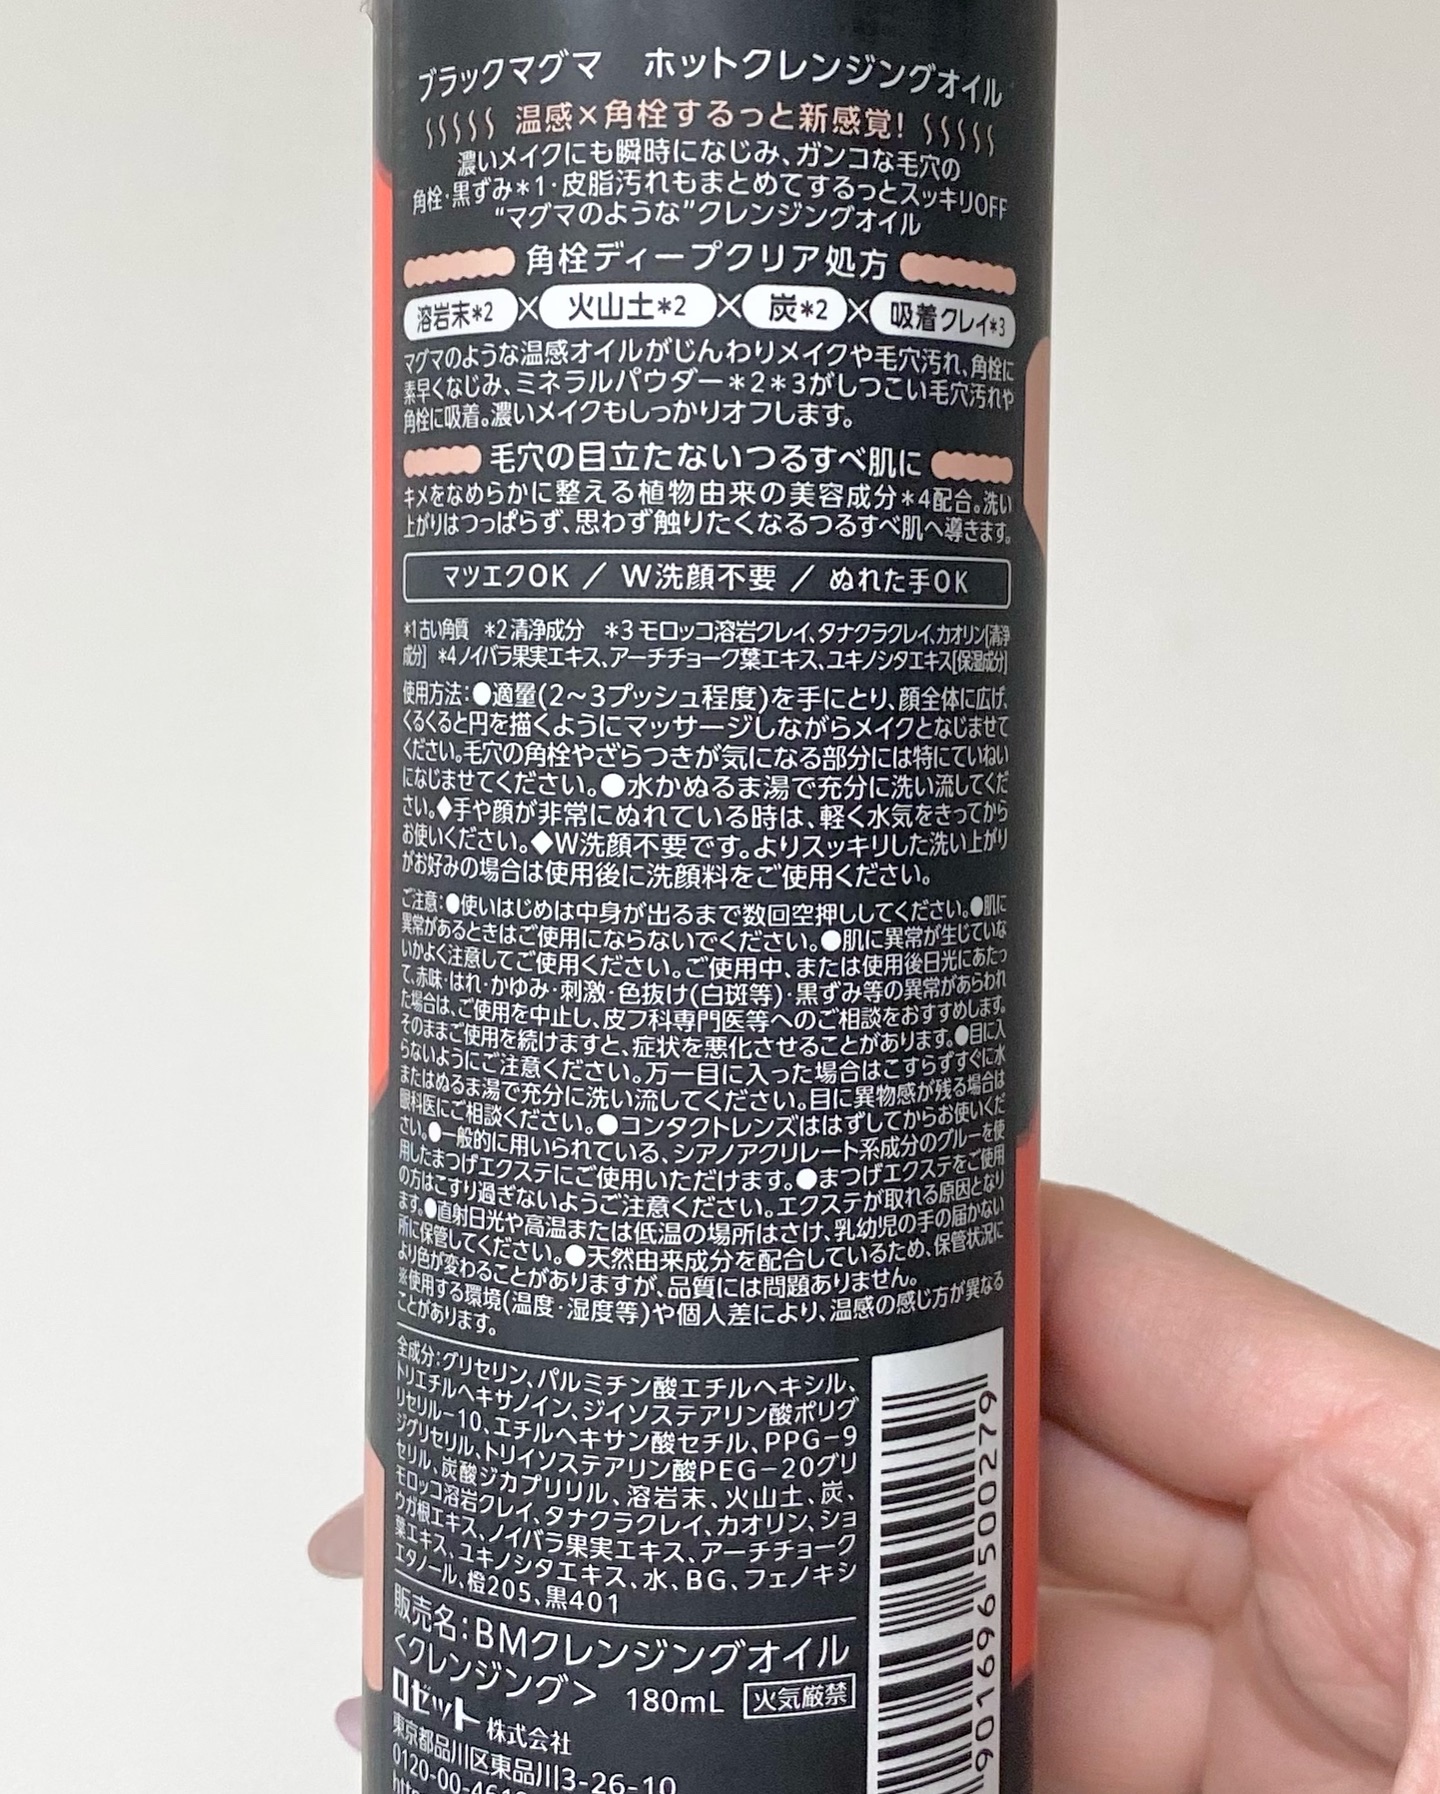 ブラックマグマ　ホットクレンジングオイル
温感×角栓するっと新感覚!
濃いメイクにも瞬時になじみ、ガンコな毛穴の
角栓・黒ずみ*1・皮脂汚れもまとめてするっとスッキリOFF
“マグマのような”クレンジングオイル
角栓ディープクリア処方
溶岩末*2×火山土*2×炭*2×吸着クレイ*3
マグマのような温感オイルがじんわりメイクや毛穴汚れ、角栓に
素早くなじみ、ミネラルパウダー*2*3がしつこい毛穴汚れや
角栓に吸着。濃いメイクもしっかりオフします。
毛穴の目立たないつるすべ肌に
キメをなめらかに整える植物由来の美容成分*4配合。洗い
上がりはつっぱらず、思わず触りたくなるつるすべ肌へ導きます。
マツエクOK ／ W洗顔不要 ／ ぬれた手OK
*1古い角質　*2清浄成分　*3モロッコ溶岩クレイ、タナクラクレイ、カオリン[清浄
成分]　*4ノイバラ果実エキス、アーチチョーク葉エキス、ユキノシタエキス[保湿成分]
使用方法：●適量(2〜3プッシュ程度)を手にとり、顔全体に広げ、
くるくると円を描くようにマッサージしながらメイクとなじませて
ください。毛穴の角栓やざらつきが気になる部分には特にていねい
になじませてください。●水かぬるま湯で充分に洗い流してくだ
さい。◆手や顔が非常にぬれている時は、軽く水気をきってから
お使いください。◆W洗顔不要です。よりスッキリした洗い上がり
がお好みの場合は使用後に洗顔料をご使用ください。
ご注意：●使いはじめは中身が出るまで数回空押ししてください。●肌に
異常があるときはご使用にならないでください。●肌に異常が生じていな
いかよく注意してご使用ください。ご使用中、または使用後日光にあたっ
て、赤味・はれ・かゆみ・刺激・色抜け(白斑等)・黒ずみ等の異常があらわれ
た場合は、ご使用を中止し、皮フ科専門医等へのご相談をおすすめします。
そのままご使用を続けますと、症状を悪化させることがあります。●目に入
らないようにご注意ください。万一目に入った場合はこすらずすぐに水
またはぬるま湯で充分に洗い流してください。目に異物感が残る場合は
眼科医にご相談ください。●コンタクトレンズははずしてからお使いくだ
さい。●一般的に用いられている、シアノアクリレート系成分のグルーを使
用したまつげエクステにご使用いただけます。●まつげエクステをご使用
の方はこすり過ぎないようご注意ください。エクステが取れる原因となり
ます。●直射日光や高温または低温の場所はさけ、乳幼児の手の届かない
所に保管してください。●天然由来成分を配合しているため、保管状況に
より色が変わることがありますが、品質には問題ありません。
※使用する環境(温度・湿度等)や個人差により、温感の感じ方が異なる
ことがあります。
全成分：グリセリン、パルミチン酸エチルヘキシル、
トリエチルヘキサノイン、ジイソステアリン酸ポリグ
リセリル－10、エチルヘキサン酸セチル、PPG－9
ジグリセリル、トリイソステアリン酸PEG－20グリ
セリル、炭酸ジカプリリル、溶岩末、火山土、炭、
モロッコ溶岩クレイ、タナクラクレイ、カオリン、ショ
ウガ根エキス、ノイバラ果実エキス、アーチチョーク
葉エキス、ユキノシタエキス、水、BG、フェノキシ
エタノール、橙205、黒401
販売名：BMクレンジングオイル
<クレンジング>　180mL　火気厳禁
ロゼット 株式会社
東京都品川区東品川3-26-10
0120-00-461
901696 500279